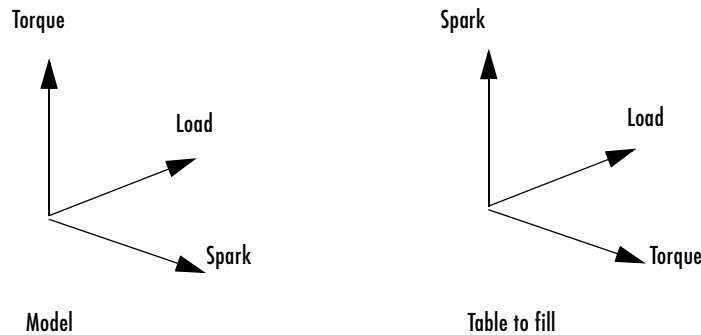 Torque
Load
Spark
Model
Spark
Load
Torque
Table to fill